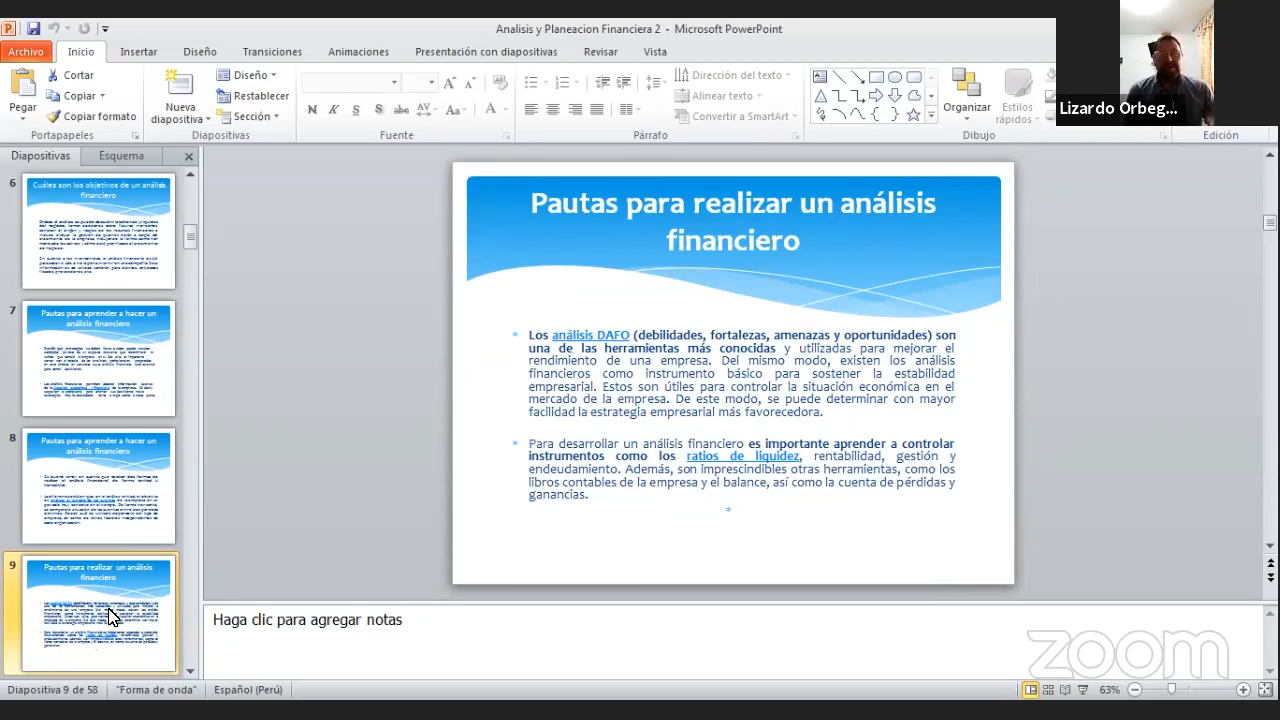 Analisis y Planeacion Financiera 2 - Microsoft PowerPoint
Archivo Inicio Insertar Diseño Transiciones Animaciones Presentación con diapositivas Revisar Vista
Pegar
Cortar
Copiar
Copiar formato
Portapapeles
Nueva
diapositiva
Diseño
Restablecer
Sección
Diapositivas
N K S S abc AV Aa A
Fuente
Dirección del texto
Alinear texto
Convertir a SmartArt
Párrafo
Organizar
Estilos
rápidos
Dibujo
Edición
Lizardo Orbeg...
Diapositivas Esquema
6
Cuáles son los objetivos de un análisis
financiero
7
Pautas para aprender a hacer un
análisis financiero
8
Pautas para aprender a hacer un
análisis financiero
9
Pautas para realizar un análisis
financiero
Pautas para realizar un análisis
financiero
Los análisis DAFO (debilidades, fortalezas, amenazas y oportunidades) son
una de las herramientas más conocidas y utilizadas para mejorar el
rendimiento de una empresa. Del mismo modo, existen los análisis
financieros como instrumento básico para sostener la estabilidad
empresarial. Estos son útiles para controlar la situación económica en el
mercado de la empresa. De este modo, se puede determinar con mayor
facilidad la estrategia empresarial más favorecedora.
Para desarrollar un análisis financiero es importante aprender a controlar
instrumentos como los ratios de liquidez, rentabilidad, gestión y
endeudamiento. Además, son imprescindibles otras herramientas, como los
libros contables de la empresa y el balance, así como la cuenta de pérdidas y
ganancias.
Haga clic para agregar notas
zoom
Diapositiva 9 de 58 "Forma de onda" Español (Perú) 63%